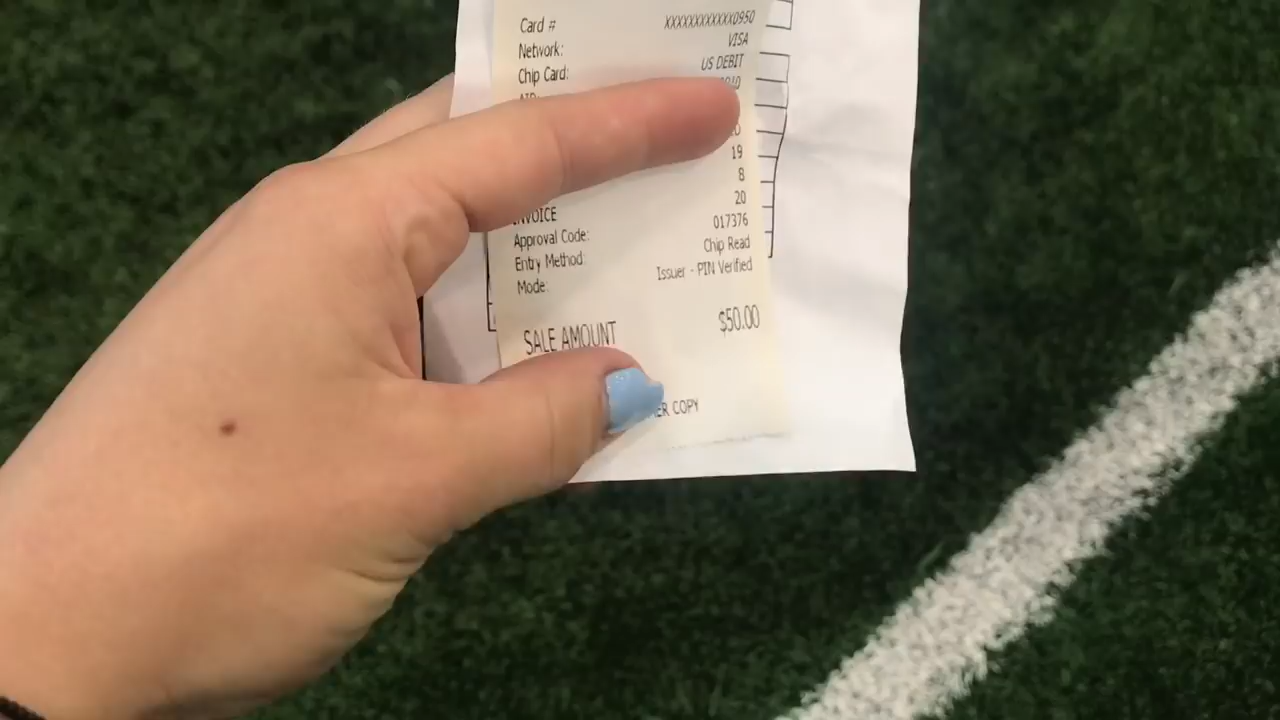 Card # XXXXXXXXXXXX0950
Network: VISA
Chip Card: US DEBIT
19
8
INVOICE 20
Approval Code: 017376
Entry Method: Chip Read
Mode: Issuer - PIN Verified
SALE AMOUNT $50.00
COPY